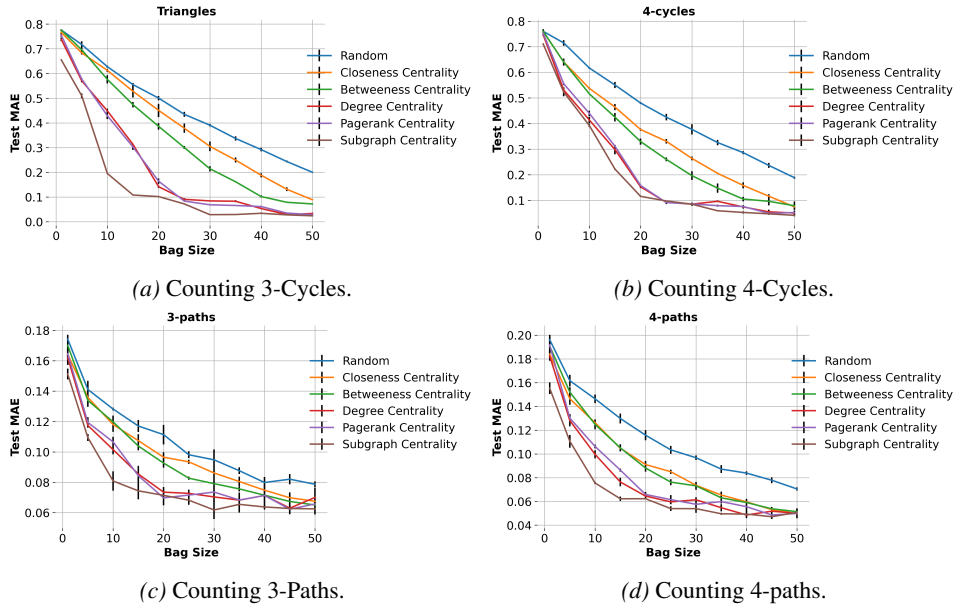 Triangles
0.8
0.7
0.6
0.5
0.4
0.3
0.2
0.1
0.0
Test MAE
0 10 20 30 40 50
Bag Size
Random
Closeness Centrality
Betweeness Centrality
Degree Centrality
Pagerank Centrality
Subgraph Centrality
(a) Counting 3-Cycles.
4-cycles
0.8
0.7
0.6
0.5
0.4
0.3
0.2
0.1
Test MAE
0 10 20 30 40 50
Bag Size
Random
Closeness Centrality
Betweeness Centrality
Degree Centrality
Pagerank Centrality
Subgraph Centrality
(b) Counting 4-Cycles.
3-paths
0.18
0.16
0.14
0.12
0.10
0.08
0.06
Test MAE
0 10 20 30 40 50
Bag Size
Random
Closeness Centrality
Betweeness Centrality
Degree Centrality
Pagerank Centrality
Subgraph Centrality
(c) Counting 3-Paths.
4-paths
0.20
0.18
0.16
0.14
0.12
0.10
0.08
0.06
0.04
Test MAE
0 10 20 30 40 50
Bag Size
Random
Closeness Centrality
Betweeness Centrality
Degree Centrality
Pagerank Centrality
Subgraph Centrality
(d) Counting 4-paths.